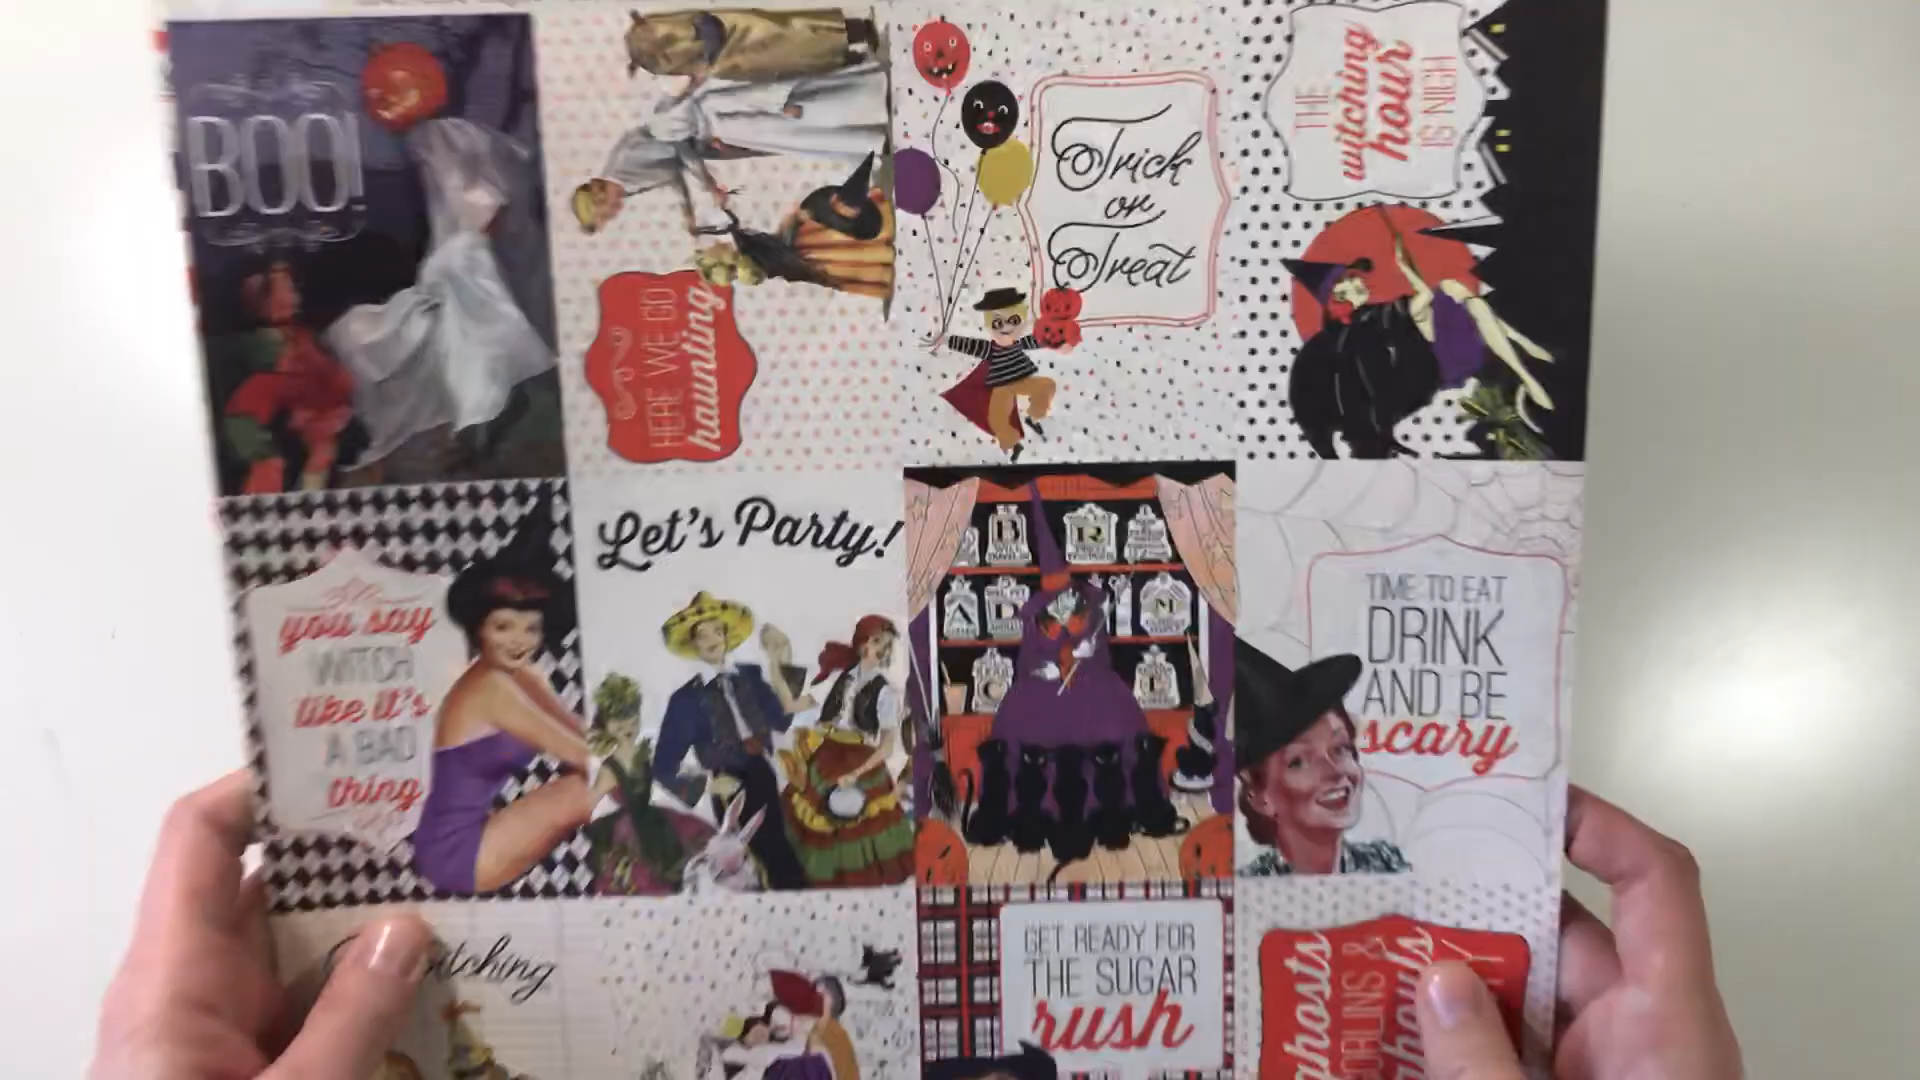 BOO!
HERE WE GO
haunting
Trick
or
Treat
THE
witching
hour
IS NIGH
you say
WITCH
like it's
A BAD
thing
Let's Party!
B
R
A
D
M
C
TIME TO EAT
DRINK
AND BE
scary
GET READY FOR
THE SUGAR
rush
ghosts
&